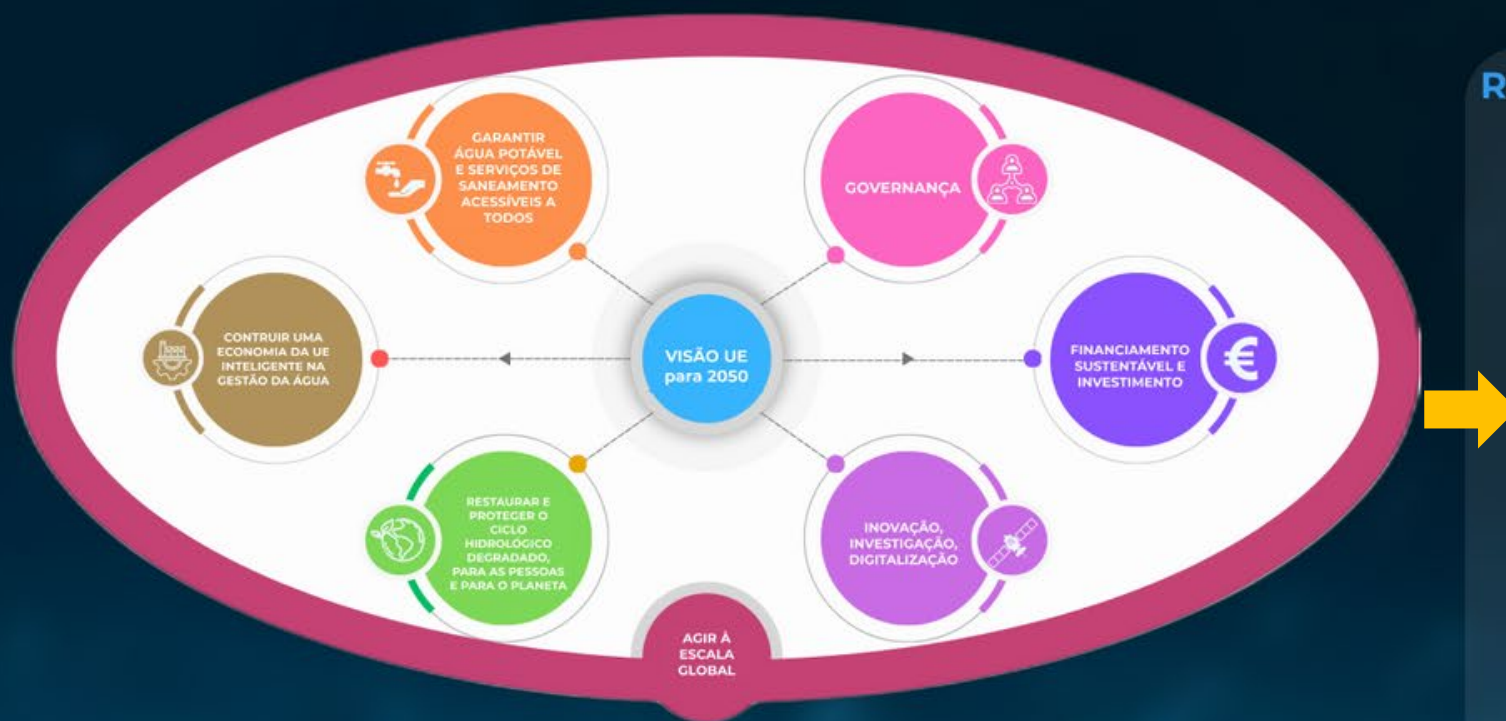 GARANTIR
ÁGUA POTÁVEL
E SERVIÇOS DE
SANEAMENTO
ACESSÍVEIS A
TODOS
GOVERNANÇA
CONTRUIR UMA
ECONOMIA DA UE
INTELIGENTE NA
GESTÃO DA ÁGUA
VISÃO UE
para 2050
FINANCIAMENTO
SUSTENTÁVEL E
INVESTIMENTO
€
RESTAURAR E
PROTEGER O
CICLO
HIDROLÓGICO
DEGRADADO,
PARA AS PESSOAS
E PARA O PLANETA
INOVAÇÃO,
INVESTIGAÇÃO,
DIGITALIZAÇÃO
AGIR À
ESCALA
GLOBAL
R